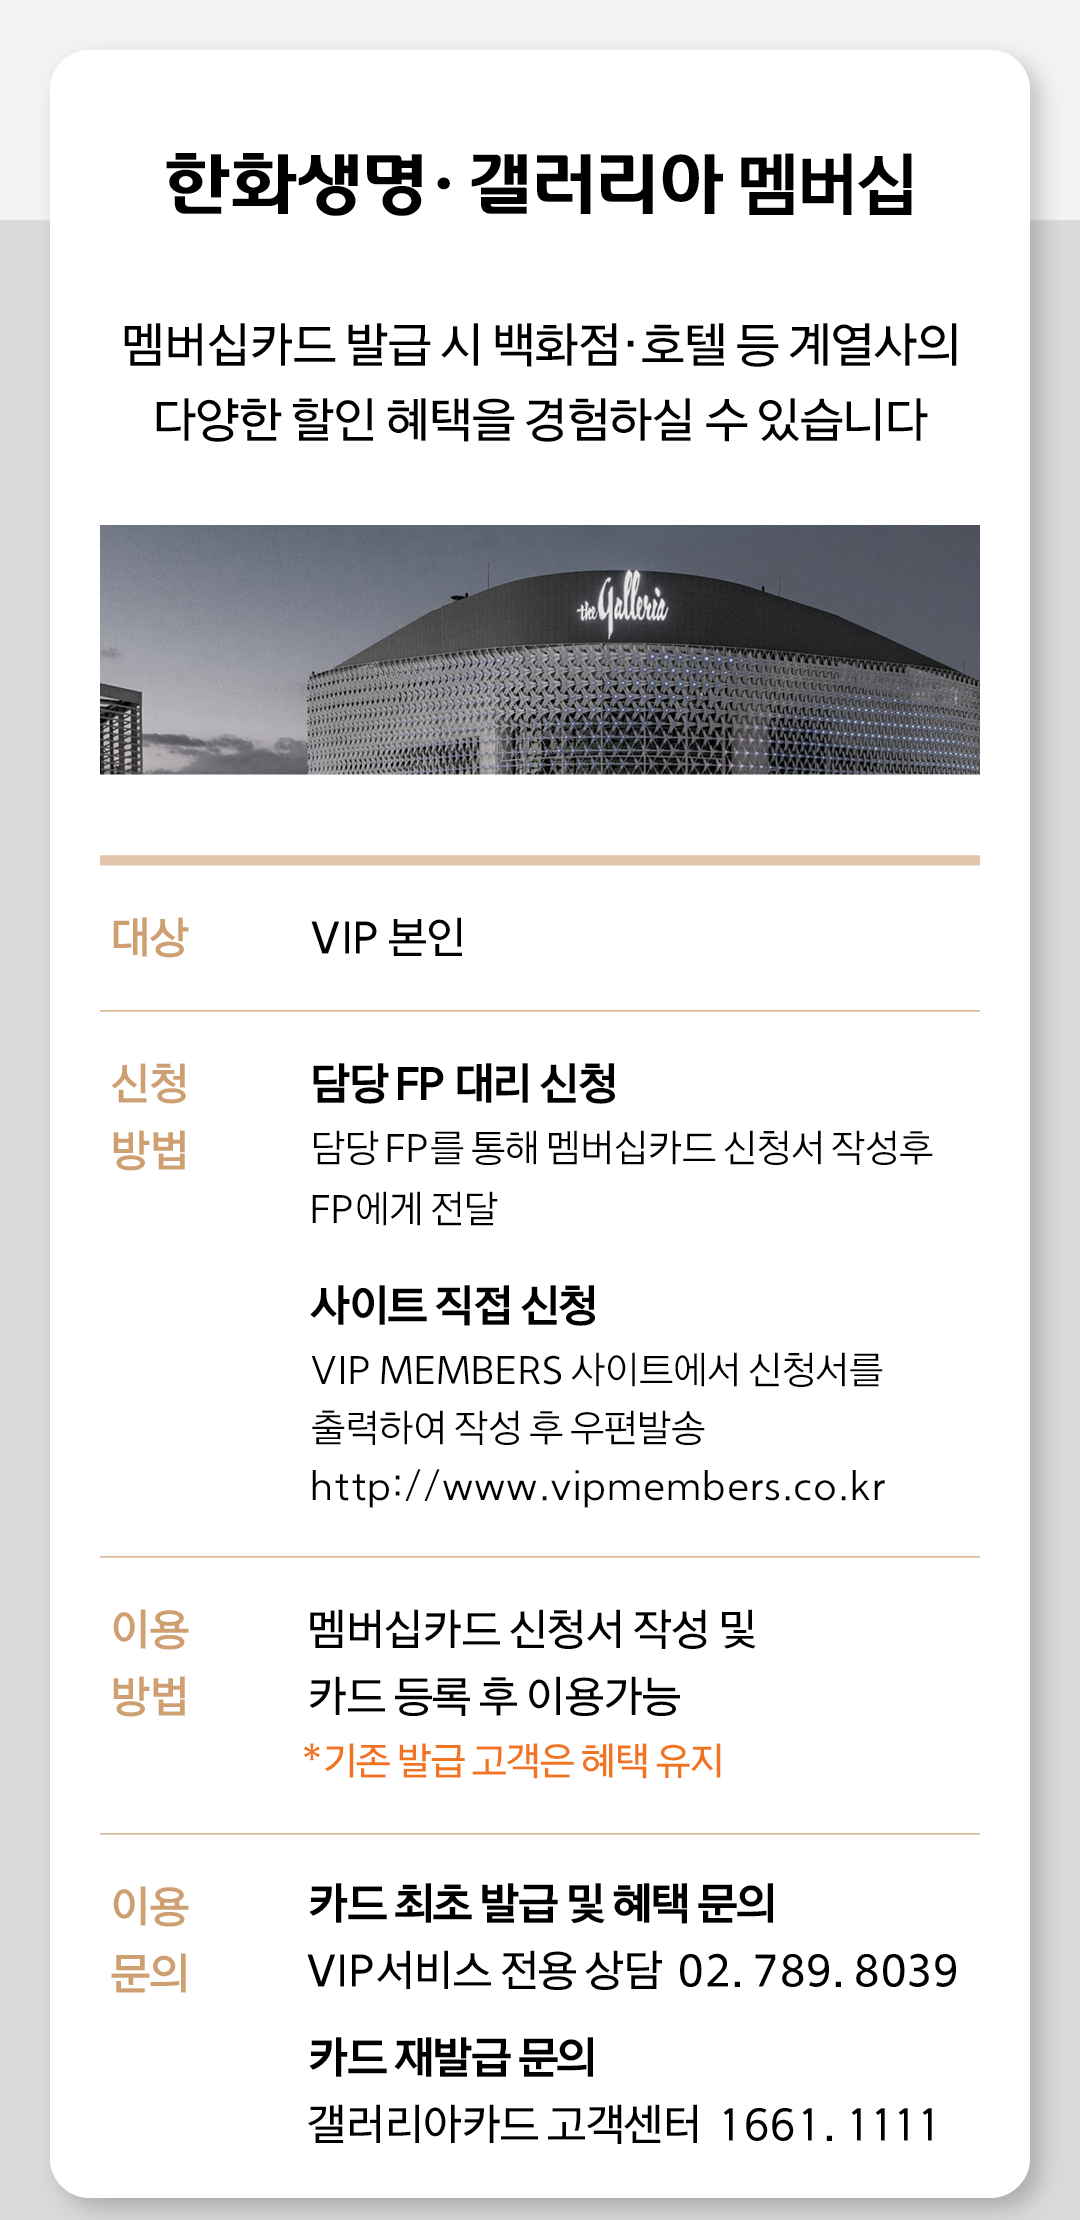 한화생명·갤러리아 멤버십
멤버십카드 발급 시 백화점·호텔 등 계열사의
다양한 할인 혜택을 경험하실 수 있습니다
the Galleria
대상
VIP 본인
신청
방법
담당 FP 대리 신청
담당 FP를 통해 멤버십카드 신청서 작성후
FP에게 전달
사이트 직접 신청
VIP MEMBERS 사이트에서 신청서를
출력하여 작성 후 우편발송
http://www.vipmembers.co.kr
이용
방법
멤버십카드 신청서 작성 및
카드 등록 후 이용가능
*기존 발급 고객은 혜택 유지
이용
문의
카드 최초 발급 및 혜택 문의
VIP서비스 전용 상담 02. 789. 8039
카드 재발급 문의
갤러리아카드 고객센터 1661. 1111